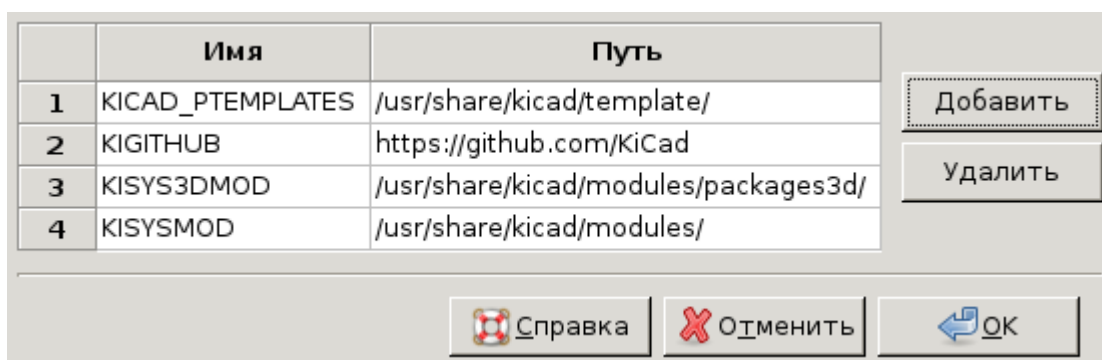 Имя Путь
1 KICAD_PTEMPLATES /usr/share/kicad/template/
Добавить
2 KIGITHUB https://github.com/KiCad
3 KISYS3DMOD /usr/share/kicad/modules/packages3d/
Удалить
4 KISYSMOD /usr/share/kicad/modules/
Справка Отменить OK